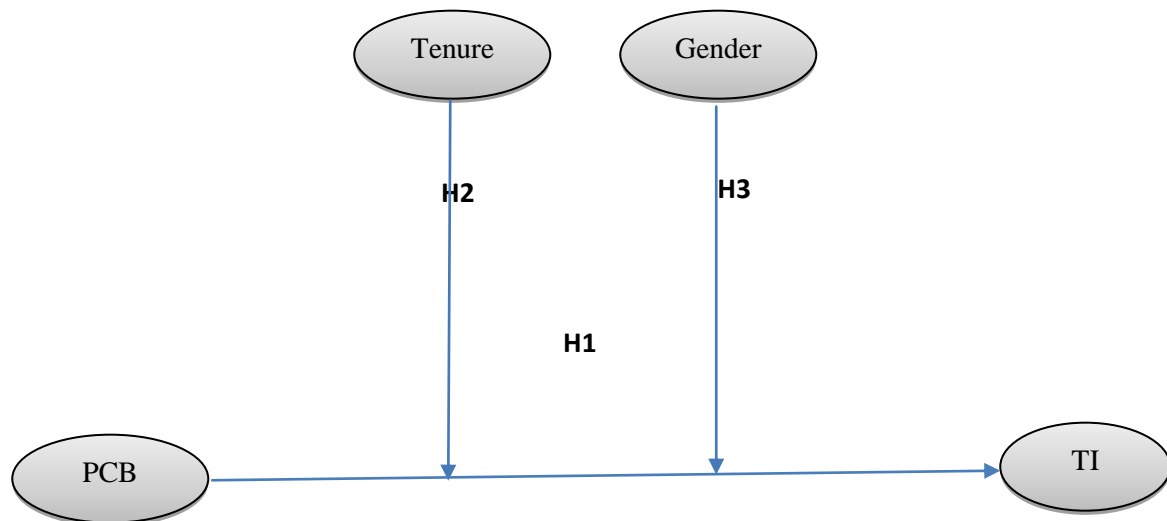 Tenure
Gender
H2
H3
H1
PCB
TI